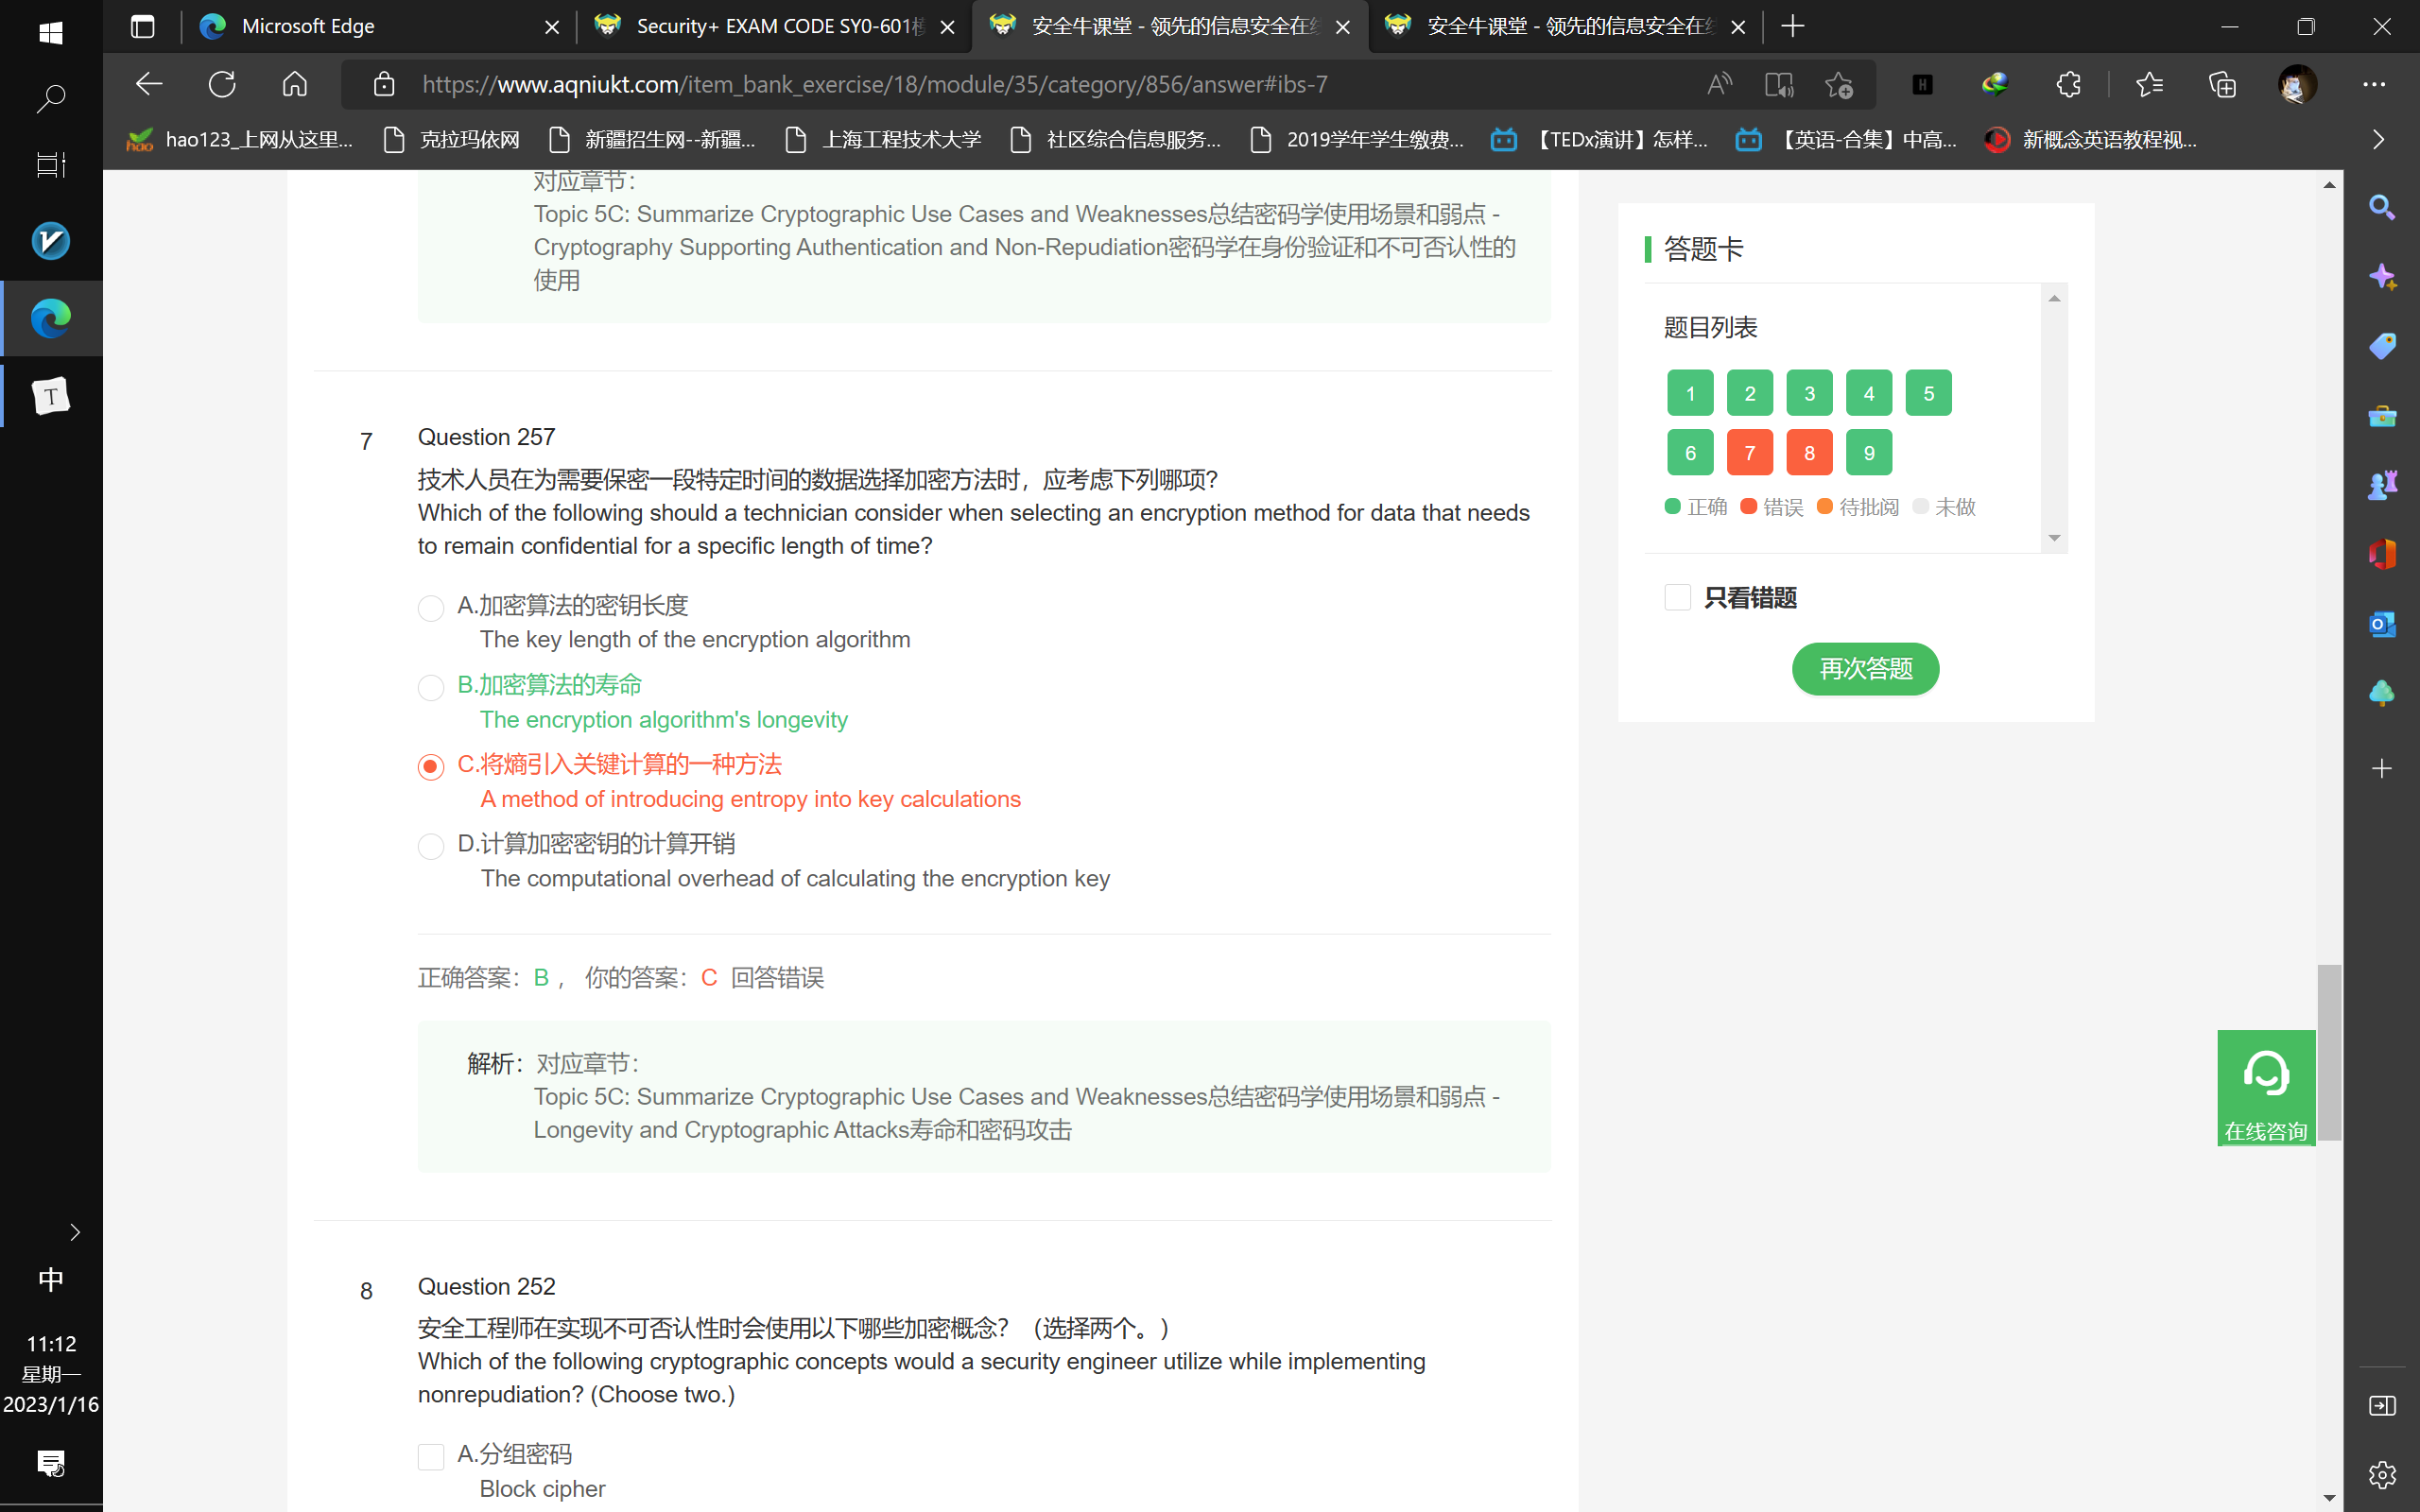 Microsoft Edge
Security+ EXAM CODE SY0-601
安全牛课堂 - 领先的信息安全在
安全牛课堂 - 领先的信息安全在
https://www.aqniukt.com/item_bank_exercise/18/module/35/category/856/answer#ibs-7
hao123_上网从这里...
克拉玛依网
新疆招生网--新疆...
上海工程技术大学
社区综合信息服务...
2019学年学生缴费...
【TEDx演讲】怎样...
【英语-合集】中高...
新概念英语教程视...
对应章节：
Topic 5C: Summarize Cryptographic Use Cases and Weaknesses总结密码学使用场景和弱点 -
Cryptography Supporting Authentication and Non-Repudiation密码学在身份验证和不可否认性的
使用
7
Question 257
技术人员在为需要保密一段特定时间的数据选择加密方法时，应考虑下列哪项？
Which of the following should a technician consider when selecting an encryption method for data that needs
to remain confidential for a specific length of time?
A.加密算法的密钥长度
The key length of the encryption algorithm
B.加密算法的寿命
The encryption algorithm's longevity
C.将熵引入关键计算的一种方法
A method of introducing entropy into key calculations
D.计算加密密钥的计算开销
The computational overhead of calculating the encryption key
正确答案： B ， 你的答案： C 回答错误
解析： 对应章节：
Topic 5C: Summarize Cryptographic Use Cases and Weaknesses总结密码学使用场景和弱点 -
Longevity and Cryptographic Attacks寿命和密码攻击
8
Question 252
安全工程师在实现不可否认性时会使用以下哪些加密概念？（选择两个。）
Which of the following cryptographic concepts would a security engineer utilize while implementing
nonrepudiation? (Choose two.)
A.分组密码
Block cipher
答题卡
题目列表
1 2 3 4 5
6 7 8 9
正确 错误 待批阅 未做
只看错题
再次答题
在线咨询
中
11:12
星期一
2023/1/16